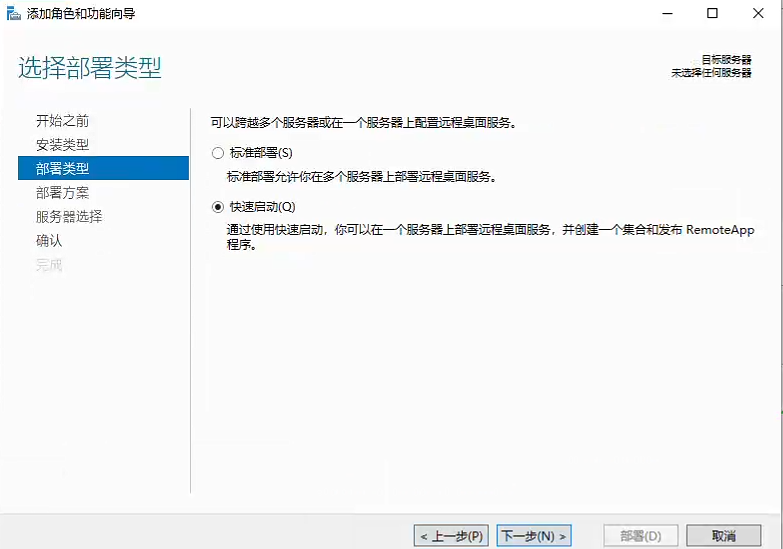 添加角色和功能向导
选择部署类型
目标服务器
未选择任何服务器
开始之前
安装类型
部署类型
部署方案
服务器选择
确认
完成
可以跨越多个服务器或在一个服务器上配置远程桌面服务。
标准部署(S)
标准部署允许你在多个服务器上部署远程桌面服务。
快速启动(Q)
通过使用快速启动，你可以在一个服务器上部署远程桌面服务，并创建一个集合和发布 RemoteApp
程序。
< 上一步(P)
下一步(N) >
部署(D)
取消